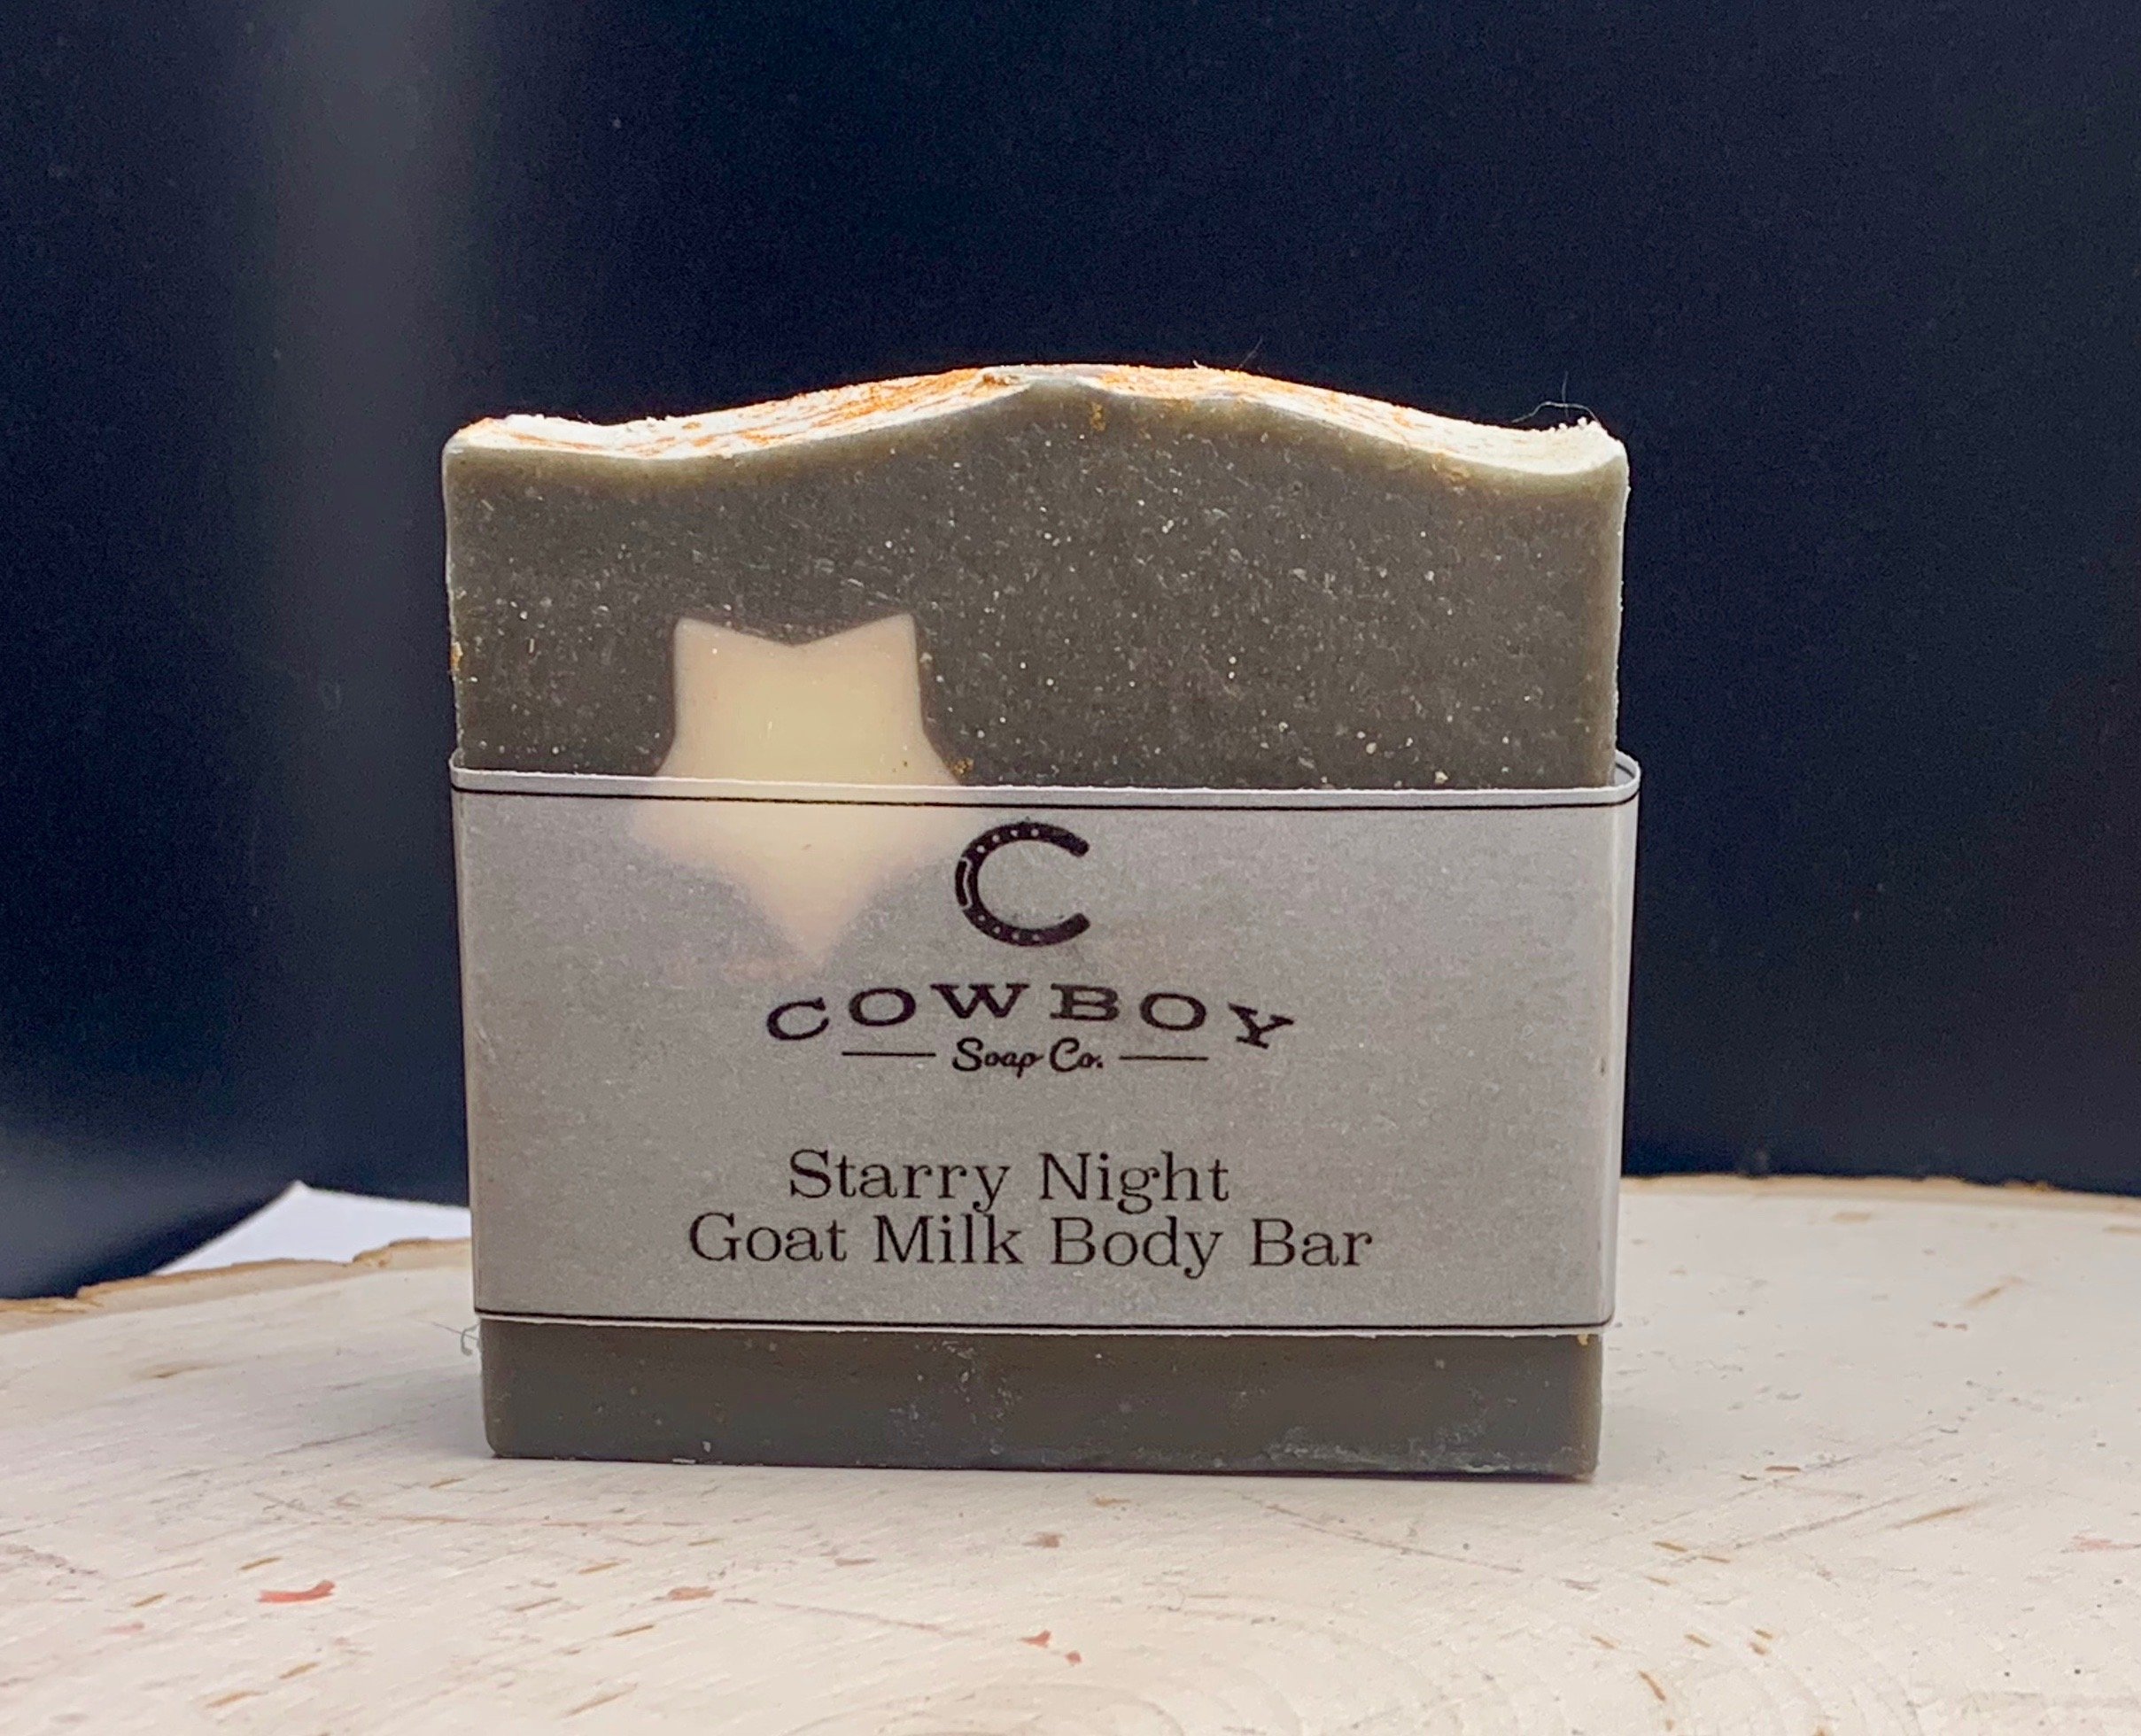 C
COWBOY
Soap Co.
Starry Night
Goat Milk Body Bar